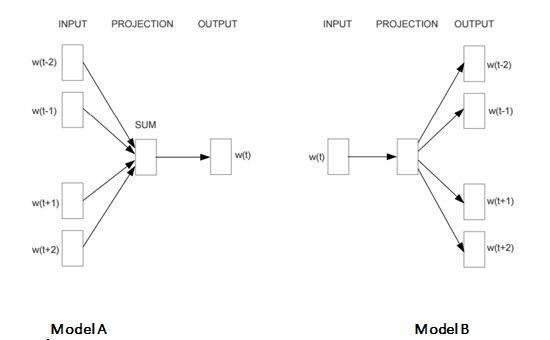 INPUT PROJECTION OUTPUT
w(t-2)
w(t-1)
SUM
w(t)
w(t+1)
w(t+2)
Model A
INPUT PROJECTION OUTPUT
w(t-2)
w(t-1)
w(t)
w(t+1)
w(t+2)
Model B